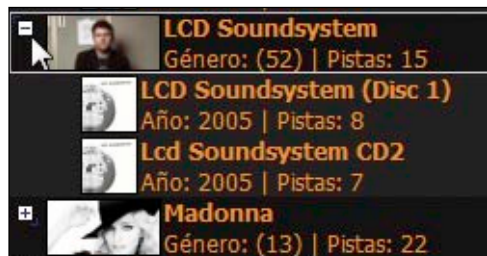 LCD Soundsystem
Género: (52) | Pistas: 15
LCD Soundsystem (Disc 1)
Año: 2005 | Pistas: 8
Lcd Soundsystem CD2
Año: 2005 | Pistas: 7
Madonna
Género: (13) | Pistas: 22